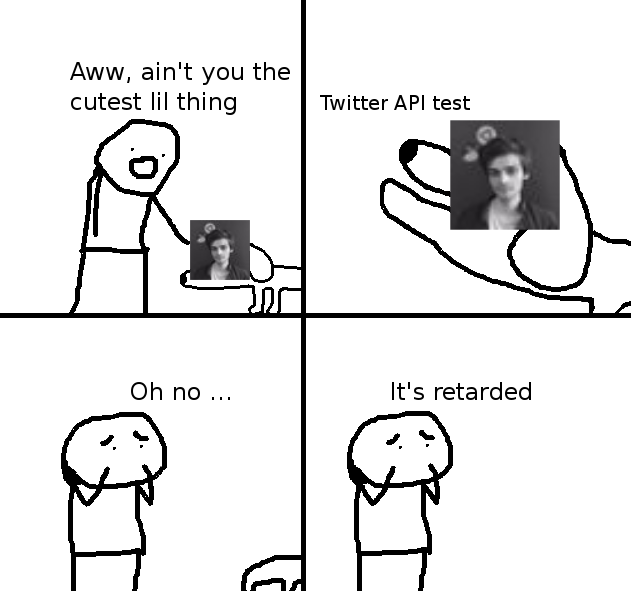 Aww, ain't you the
cutest lil thing
Twitter API test
Oh no ...
It's retarded